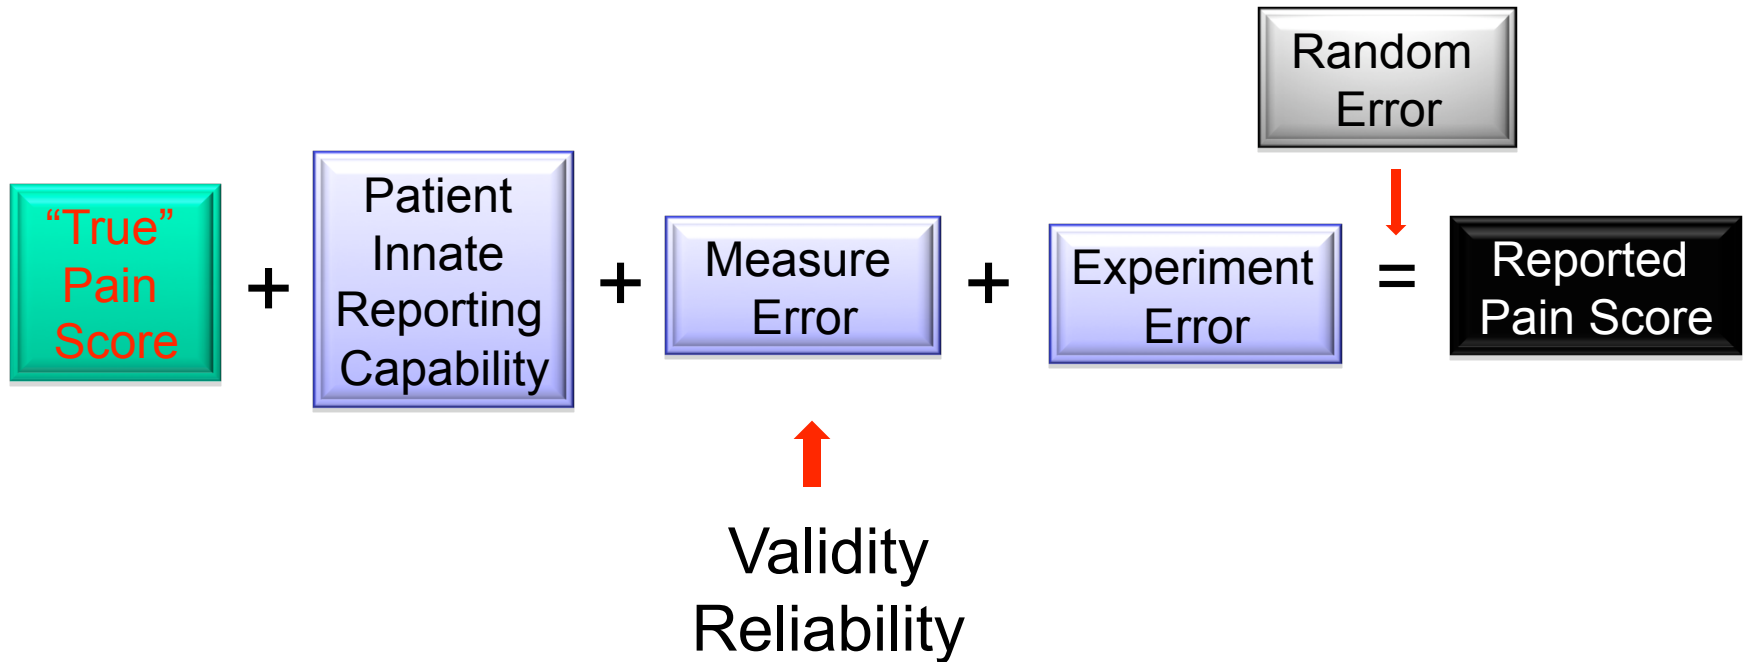 Random
Error
“True”
Pain
Score
+
Patient
Innate
Reporting
Capability
+
Measure
Error
+
Experiment
Error
=
Reported
Pain Score
Validity
Reliability